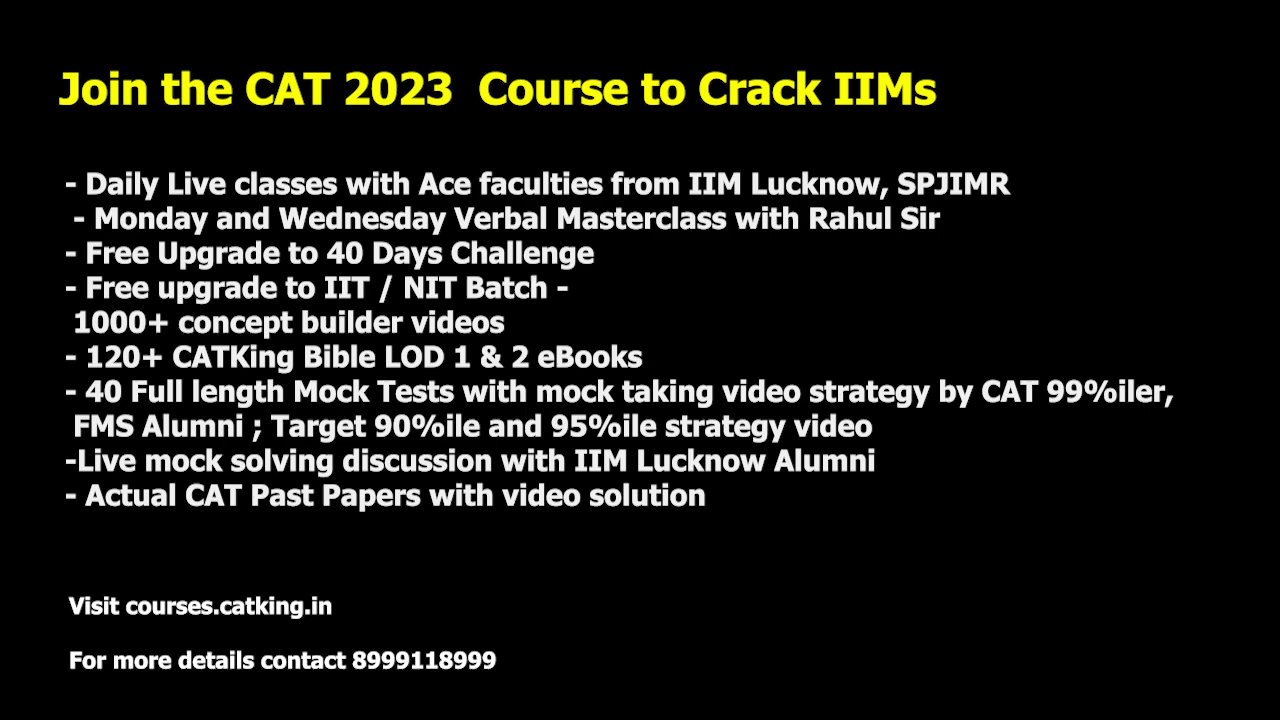 Join the CAT 2023  Course to Crack IIMs
- Daily Live classes with Ace faculties from IIM Lucknow, SPJIMR
- Monday and Wednesday Verbal Masterclass with Rahul Sir
- Free Upgrade to 40 Days Challenge
- Free upgrade to IIT / NIT Batch -
1000+ concept builder videos
- 120+ CATKing Bible LOD 1 & 2 eBooks
- 40 Full length Mock Tests with mock taking video strategy by CAT 99%iler,
FMS Alumni ; Target 90%ile and 95%ile strategy video
-Live mock solving discussion with IIM Lucknow Alumni
- Actual CAT Past Papers with video solution
Visit courses.catking.in
For more details contact 8999118999